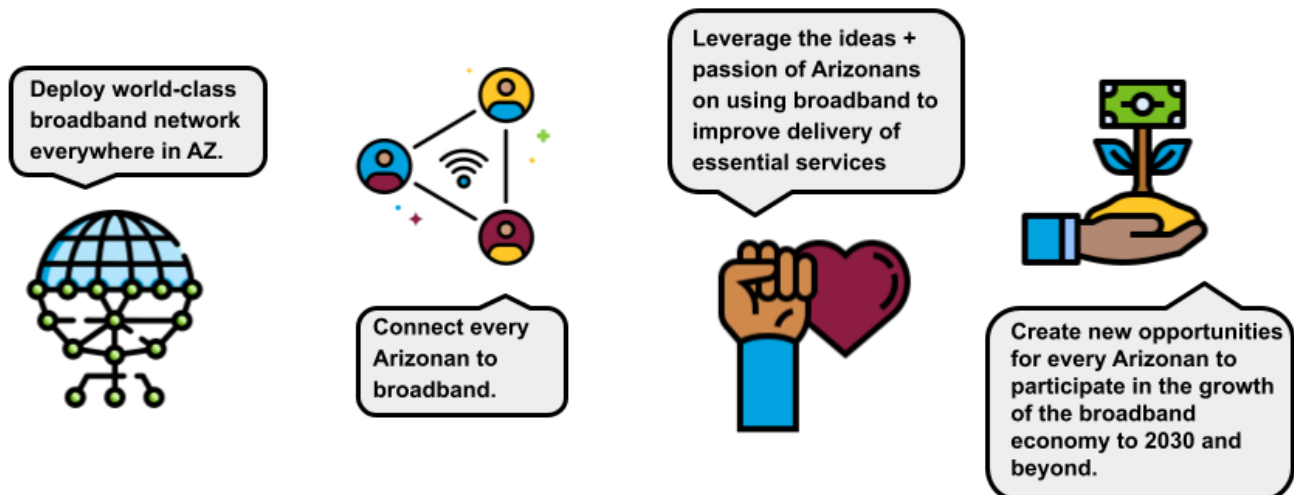 Deploy world-class
broadband network
everywhere in AZ.
Connect every
Arizonan to
broadband.
Leverage the ideas +
passion of Arizonans
on using broadband to
improve delivery of
essential services
Create new opportunities
for every Arizonan to
participate in the growth
of the broadband
economy to 2030 and
beyond.